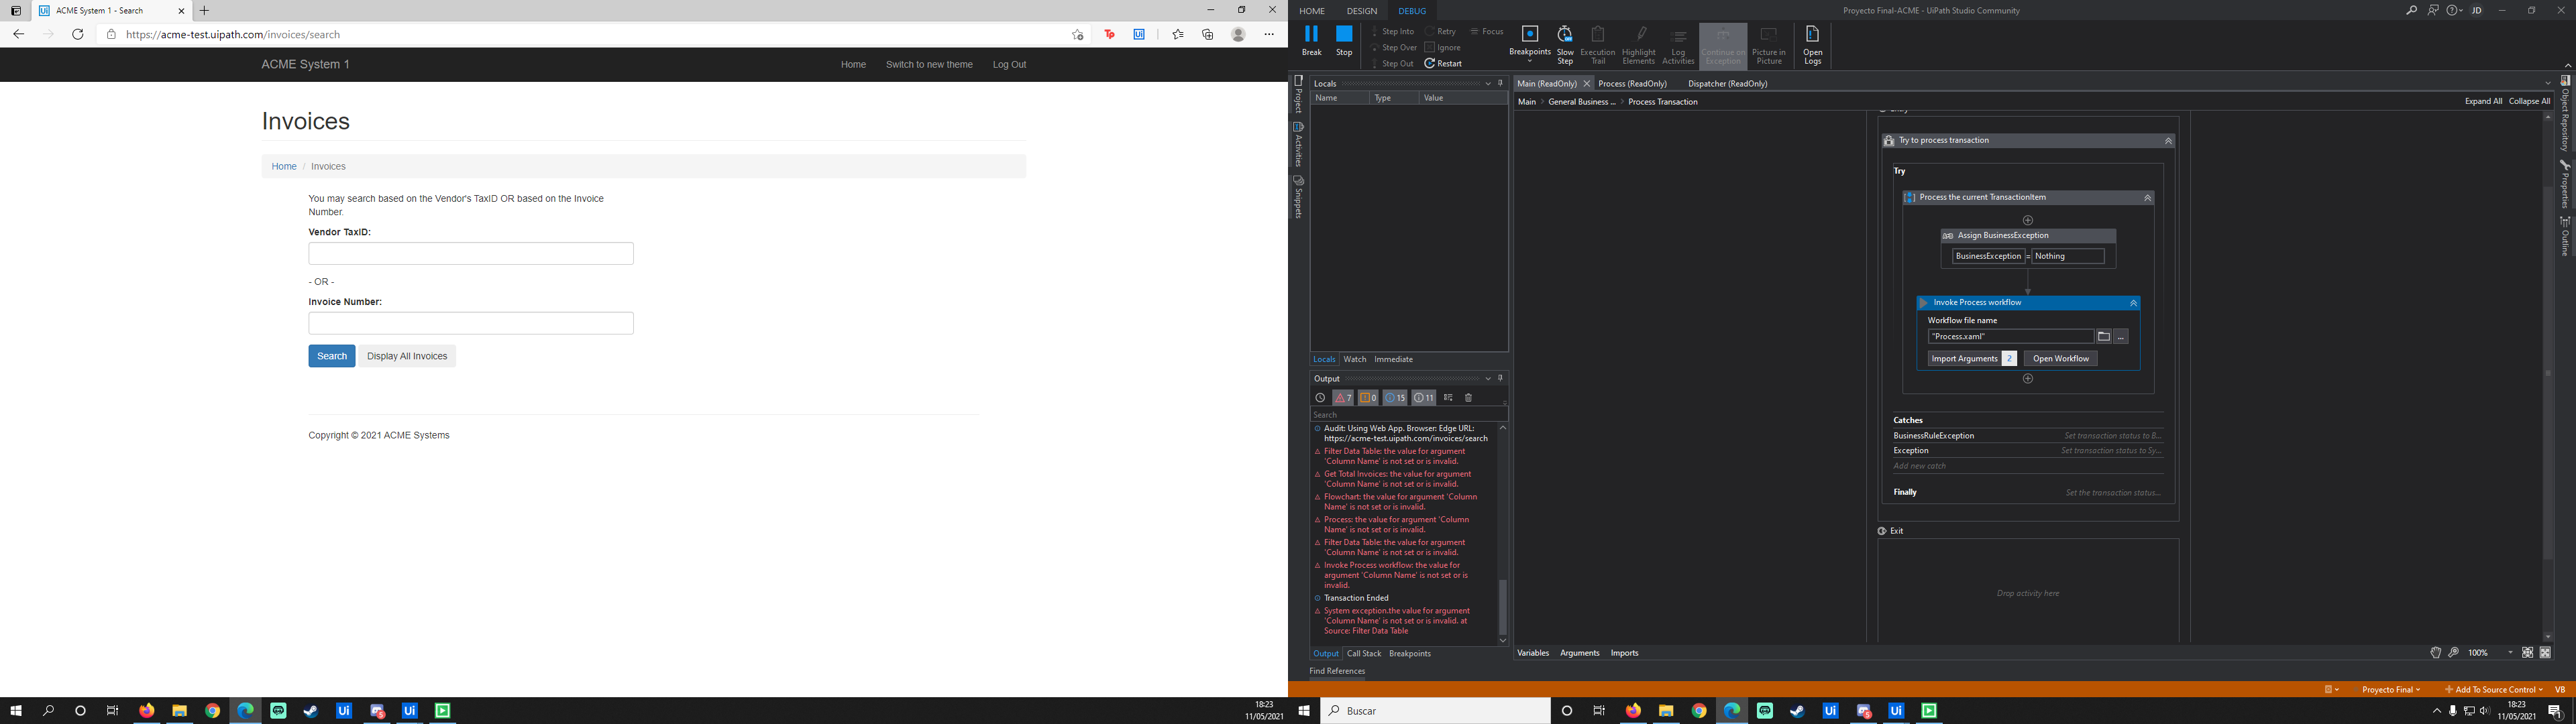 ACME System 1 - Search
https://acme-test.uipath.com/invoices/search
ACME System 1
Home
Switch to new theme
Log Out
Invoices
Home / Invoices
You may search based on the Vendor's TaxID OR based on the Invoice
Number.
Vendor TaxID:
- OR -
Invoice Number:
Search
Display All Invoices
Copyright © 2021 ACME Systems
18:23
11/05/2021
HOME
DESIGN
DEBUG
Proyecto Final-ACME - UiPath Studio Community
JD
Break
Stop
Step Into
Step Over
Step Out
Retry
Ignore
Restart
Focus
Breakpoints
Slow
Step
Execution
Trail
Highlight
Elements
Log
Activities
Continue on
Exception
Picture in
Picture
Open
Logs
Project
Activities
Snippets
Locals
Name
Type
Value
Locals
Watch
Immediate
Output
7
0
15
11
Search
Audit: Using Web App. Browser: Edge URL:
https://acme-test.uipath.com/invoices/search
Filter Data Table: the value for argument
'Column Name' is not set or is invalid.
Get Total Invoices: the value for argument
'Column Name' is not set or is invalid.
Flowchart: the value for argument 'Column
Name' is not set or is invalid.
Process: the value for argument 'Column
Name' is not set or is invalid.
Filter Data Table: the value for argument
'Column Name' is not set or is invalid.
Invoke Process workflow: the value for
argument 'Column Name' is not set or is
invalid.
Transaction Ended
System exception.the value for argument
'Column Name' is not set or is invalid. at
Source: Filter Data Table
Output
Call Stack
Breakpoints
Find References
Main (ReadOnly)
Process (ReadOnly)
Dispatcher (ReadOnly)
Main > General Business ... > Process Transaction
Expand All
Collapse All
Try to process transaction
Try
Process the current TransactionItem
Assign BusinessException
BusinessException = Nothing
Invoke Process workflow
Workflow file name
"Process.xaml"
...
Import Arguments 2
Open Workflow
Catches
BusinessRuleException
Set transaction status to B...
Exception
Set transaction status to Sy...
Add new catch
Finally
Set the transaction status...
Exit
Drop activity here
Variables
Arguments
Imports
100%
Object Repository
Properties
Outline
Proyecto Final
Add To Source Control
VB
Buscar
18:23
11/05/2021